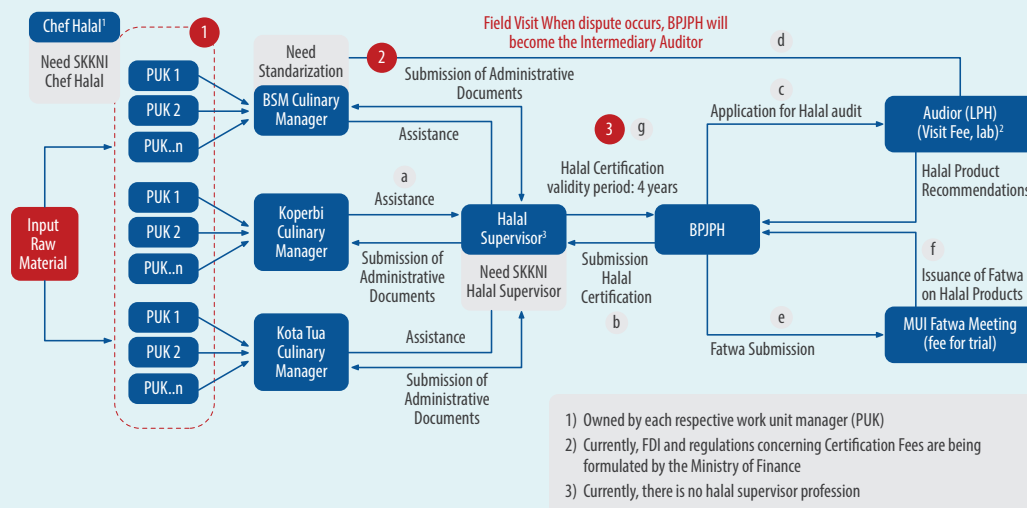 Chef Halal¹
Need SKKNI
Chef Halal
1
PUK 1
PUK 2
PUK..n
PUK 1
PUK 2
PUK..n
PUK 1
PUK 2
PUK..n
Input
Raw
Material
Need
Standarization
BSM Culinary
Manager
Koperbi
Culinary
Manager
Kota Tua
Culinary
Manager
2
Field Visit When dispute occurs, BPJPH will
become the Intermediary Auditor
d
Submission of Administrative
Documents
Assistance
a
Assistance
Submission of
Administrative
Documents
Assistance
Submission of
Administrative
Documents
Halal
Supervisor³
Need SKKNI
Halal Supervisor
3
g
Halal Certification
validity period: 4 years
Submission
Halal
Certification
b
BPJPH
c
Application for Halal audit
Audior (LPH)
(Visit Fee, lab)²
Halal Product
Recommendations
f
Issuance of Fatwa
on Halal Products
e
Fatwa Submission
MUI Fatwa Meeting
(fee for trial)
1) Owned by each respective work unit manager (PUK)
2) Currently, FDI and regulations concerning Certification Fees are being
formulated by the Ministry of Finance
3) Currently, there is no halal supervisor profession